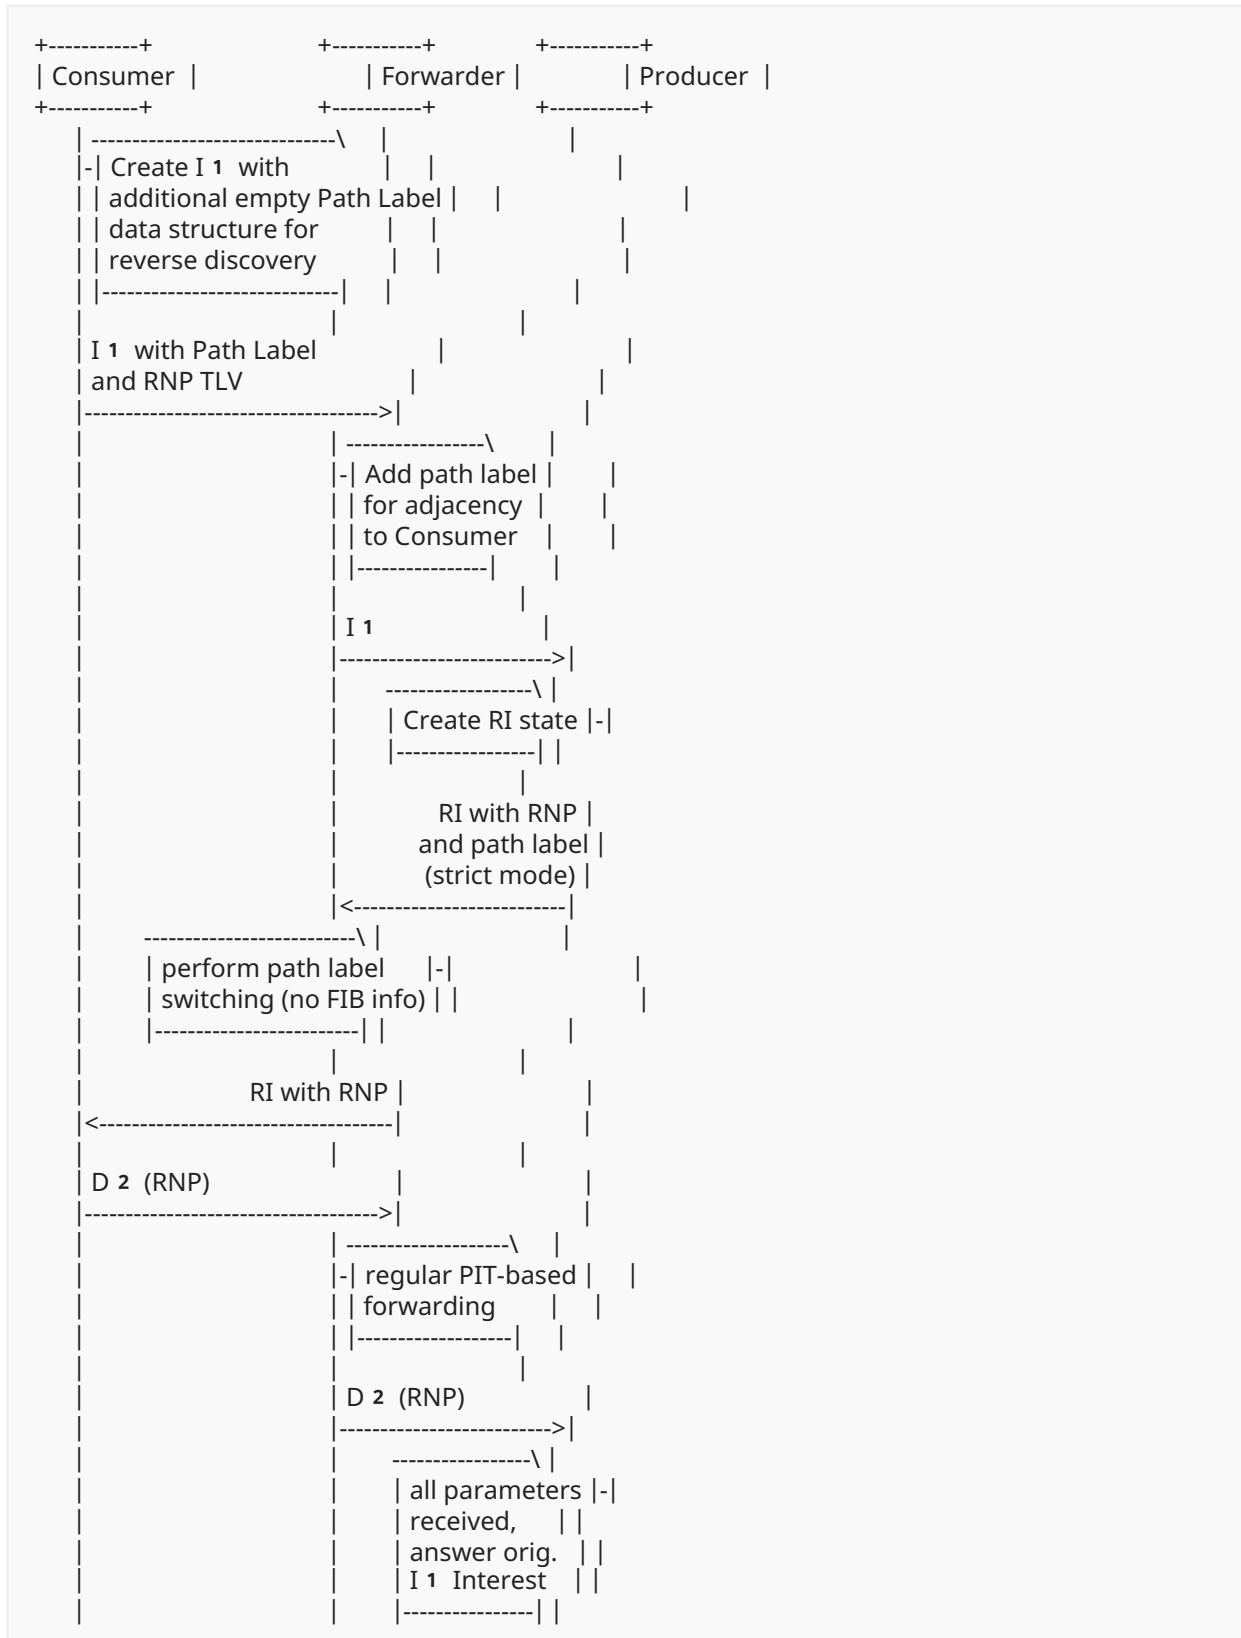 +-----------+ +-----------+ +-----------+
| Consumer | | Forwarder | | Producer |
+-----------+ +-----------+ +-----------+
| ------------------------------\ | |
|-| Create I 1 with | | |
| | additional empty Path Label | | |
| | data structure for | | |
| | reverse discovery | | |
| |-----------------------------| | |
| | |
| I 1 with Path Label | |
| and RNP TLV | |
|------------------------------------>| |
| | -----------------\ |
| |-| Add path label | |
| | | for adjacency | |
| | | to Consumer | |
| | |----------------| |
| | |
| | I 1 |
| |-------------------------->|
| | ------------------\ |
| | | Create RI state |-|
| | |-----------------| |
| | |
| | RI with RNP |
| | and path label |
| | (strict mode) |
| |<--------------------------|
| --------------------------\ | |
| | perform path label |-| |
| | switching (no FIB info) | | |
| |-------------------------| | |
| | |
| RI with RNP | |
|<------------------------------------| |
| | |
| D 2 (RNP) | |
|------------------------------------>| |
| | --------------------\ |
| |-| regular PIT-based | |
| | | forwarding | |
| | |-------------------| |
| | |
| | D 2 (RNP) |
| |-------------------------->|
| | -----------------\ |
| | | all parameters |-|
| | | received, | |
| | | answer orig. | |
| | | I 1 Interest | |
| | |----------------| |